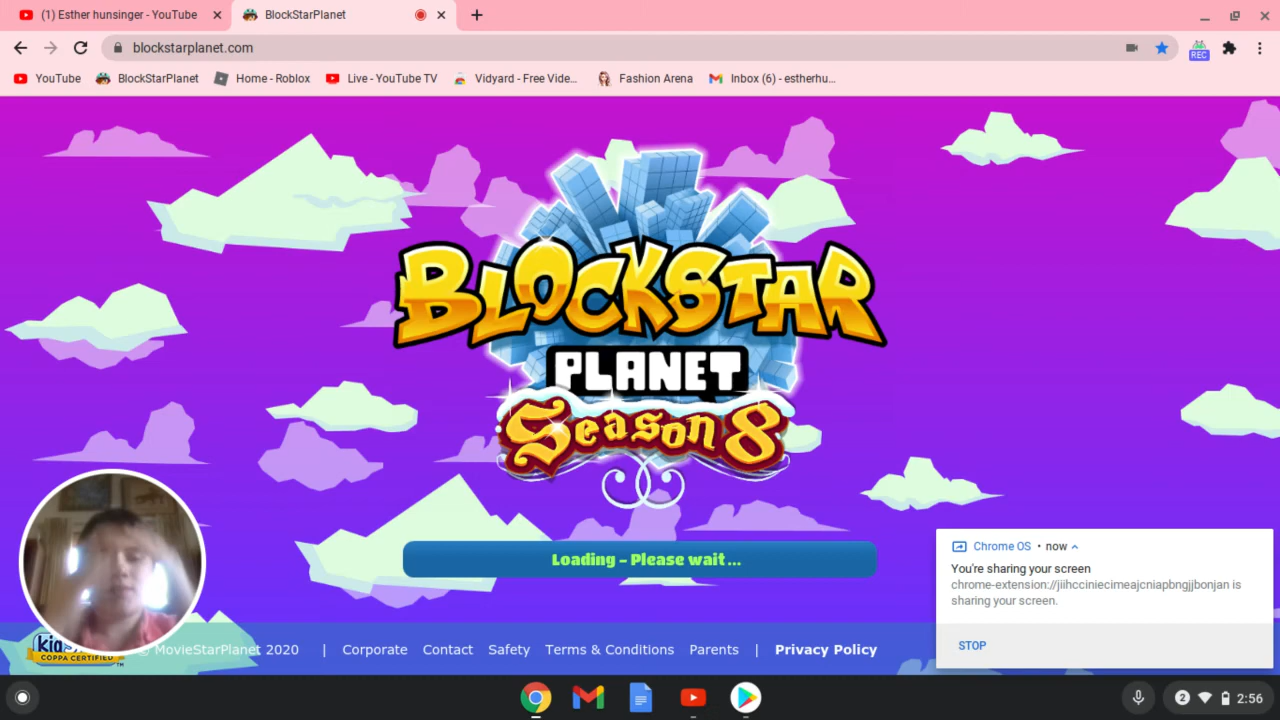 (1) Esther hunsinger - YouTube
BlockStarPlanet
blockstarplanet.com
REC
YouTube
BlockStarPlanet
Home - Roblox
Live - YouTube TV
Vidyard - Free Vide...
Fashion Arena
Inbox (6) - estherhu...
BLOCKSTAR
PLANET
Season 8
Loading - Please wait ...
Chrome OS • now
You're sharing your screen
chrome-extension://jiihcciniecimeajcniapbngjjbonjan is
sharing your screen.
STOP
COPPA CERTIFIED
MovieStarPlanet 2020 | Corporate Contact Safety Terms & Conditions Parents | Privacy Policy
2 2:56